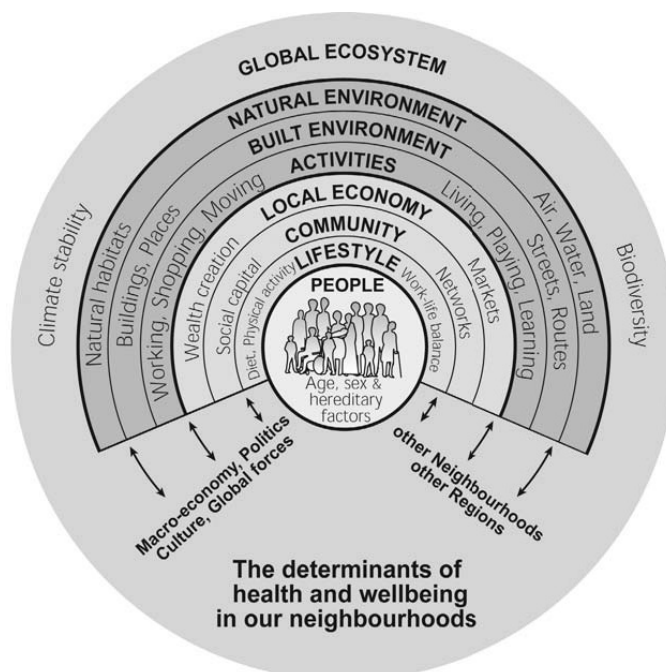 GLOBAL ECOSYSTEM
NATURAL ENVIRONMENT
BUILT ENVIRONMENT
ACTIVITIES
LOCAL ECONOMY
COMMUNITY
LIFESTYLE
PEOPLE
Age, sex &
hereditary
factors
Climate stability
Natural habitats
Buildings, Places
Working, Shopping, Moving
Wealth creation
Social capital
Diet, Physical activity
Work-life balance
Networks
Markets
Living, Playing, Learning
Streets, Routes
Air, Water, Land
Biodiversity
Macro-economy, Politics
Culture, Global forces
other Neighbourhoods
other Regions
The determinants of
health and wellbeing
in our neighbourhoods